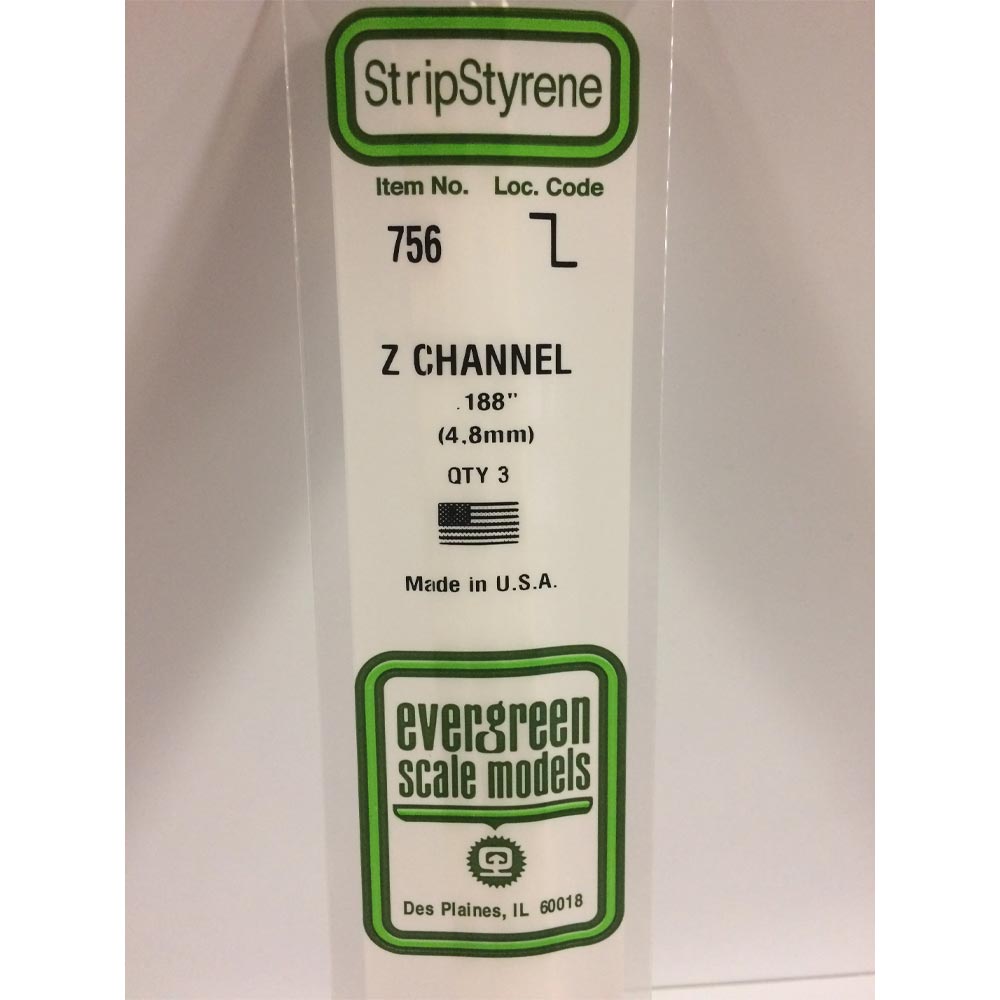 StripStyrene
Item No. Loc. Code
756
Z CHANNEL
.188"
(4.8mm)
QTY 3
Made in U.S.A.
evergreen
scale models
Des Plaines, IL 60018